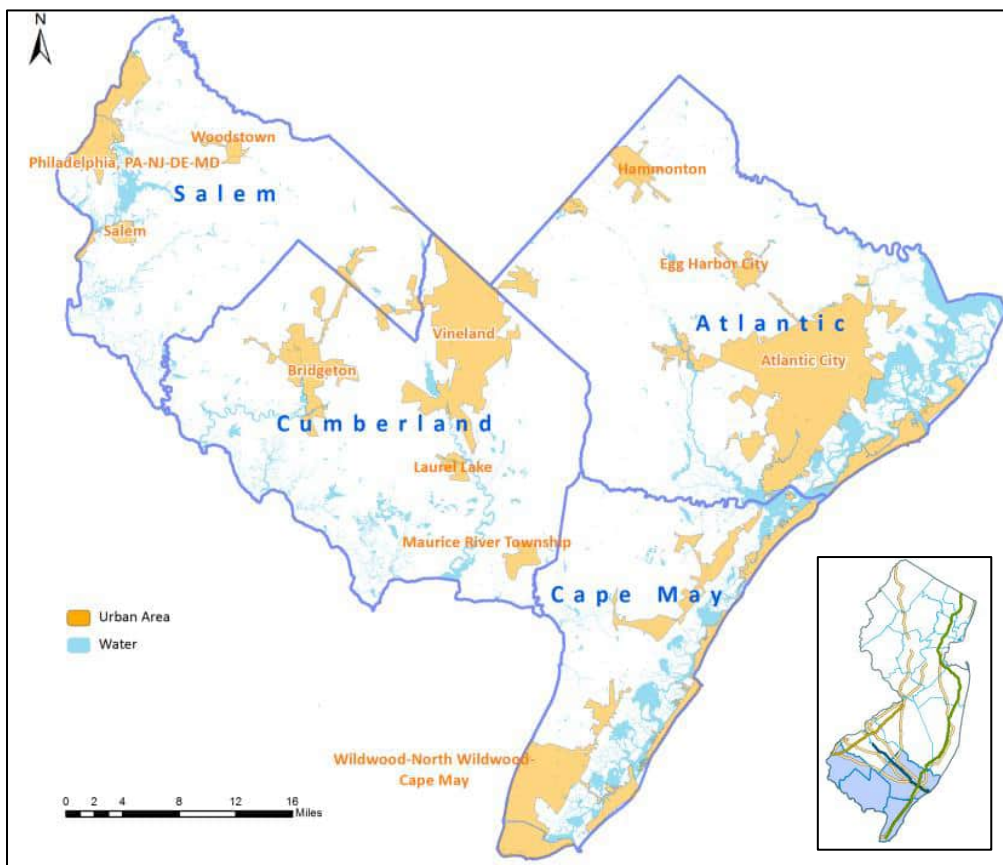 N
Woodstown
Philadelphia, PA-NJ-DE-MD
Hammonton
Salem
Salem
Egg Harbor City
Atlantic
Vineland
Atlantic City
Bridgeton
Cumberland
Laurel Lake
Maurice River Township
Cape May
Urban Area
Water
Wildwood-North Wildwood-
Cape May
0 2 4 8 12 16
Miles